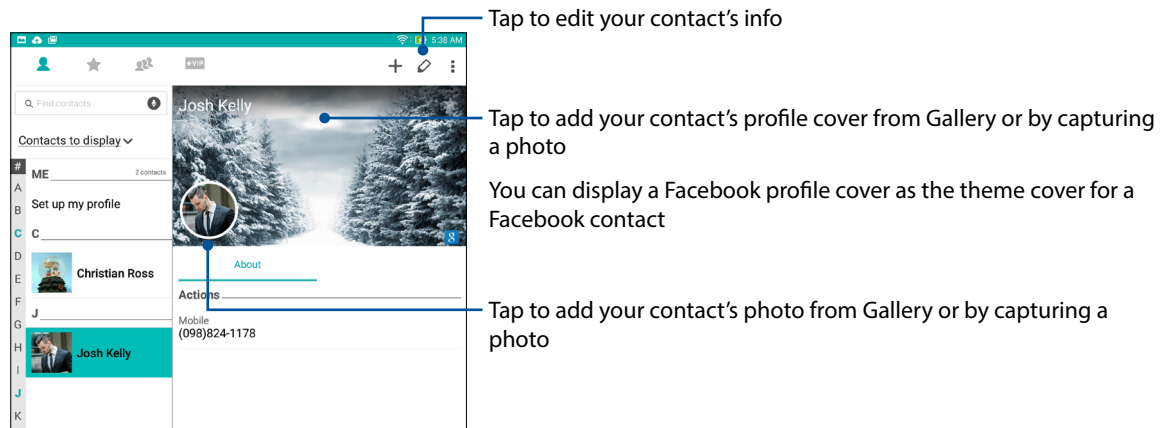 Tap to edit your contact’s info
5:38 AM
VIP
Find contacts
Josh Kelly
Tap to add your contact’s profile cover from Gallery or by capturing
a photo
Contacts to display
#
ME
2 contacts
A
Set up my profile
B
You can display a Facebook profile cover as the theme cover for a
Facebook contact
C
C
8
D
Christian Ross
About
E
Actions
F
J
Tap to add your contact’s photo from Gallery or by capturing a
photo
G
Mobile
(098)824-1178
H
Josh Kelly
I
J
K